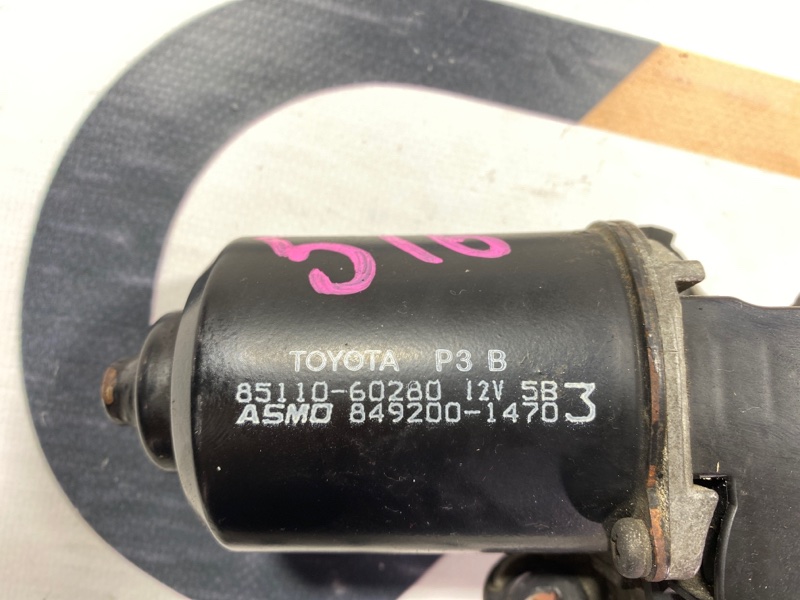 516
TOYOTA P3 B
85110-60280 12V 5B
ASMO 849200-1470 3